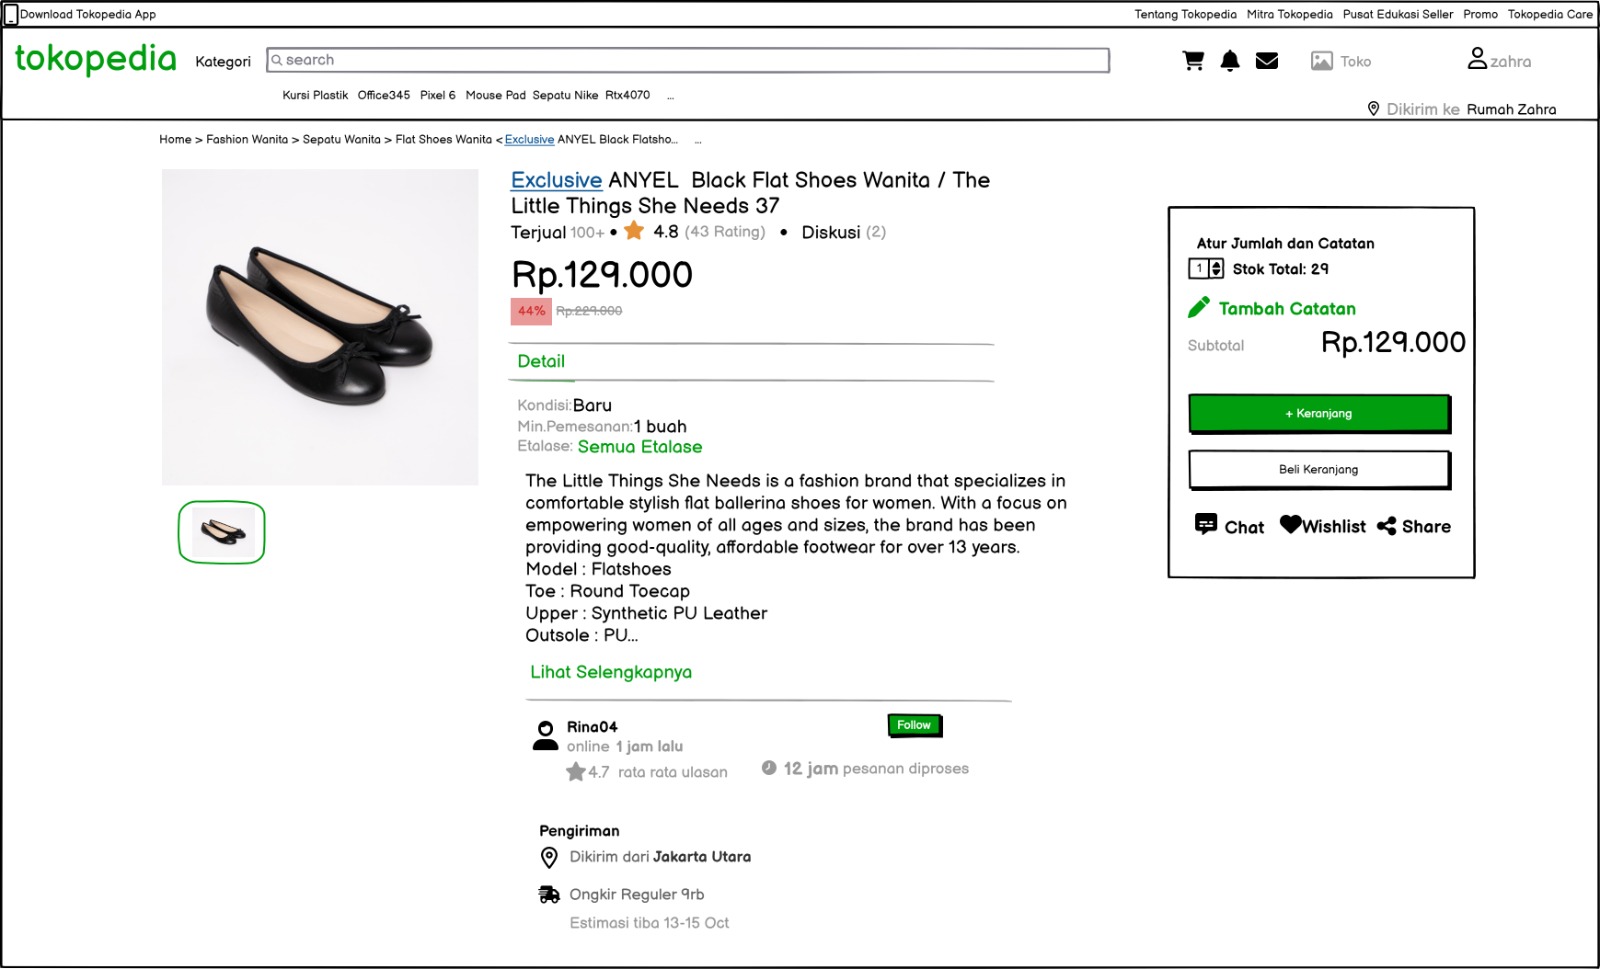 Download Tokopedia App
Tentang Tokopedia Mitra Tokopedia Pusat Edukasi Seller Promo Tokopedia Care
tokopedia
Kategori
search
Toko
zahra
Kursi Plastik Office345 Pixel 6 Mouse Pad Sepatu Nike Rtx4070 ...
Dikirim ke Rumah Zahra
Home > Fashion Wanita > Sepatu Wanita > Flat Shoes Wanita < Exclusive ANYEL Black Flatsho... ...
Exclusive ANYEL Black Flat Shoes Wanita / The
Little Things She Needs 37
Terjual 100+ • 4.8 (43 Rating) • Diskusi (2)
Rp.129.000
44% Rp.229.000
Detail
Kondisi:Baru
Min.Pemesanan:1 buah
Etalase: Semua Etalase
The Little Things She Needs is a fashion brand that specializes in
comfortable stylish flat ballerina shoes for women. With a focus on
empowering women of all ages and sizes, the brand has been
providing good-quality, affordable footwear for over 13 years.
Model : Flatshoes
Toe : Round Toecap
Upper : Synthetic PU Leather
Outsole : PU...
Lihat Selengkapnya
Rina04
Follow
online 1 jam lalu
4.7 rata rata ulasan
12 jam pesanan diproses
Pengiriman
Dikirim dari Jakarta Utara
Ongkir Reguler 9rb
Estimasi tiba 13-15 Oct
Atur Jumlah dan Catatan
1 Stok Total: 29
Tambah Catatan
Subtotal Rp.129.000
+ Keranjang
Beli Keranjang
Chat Wishlist Share